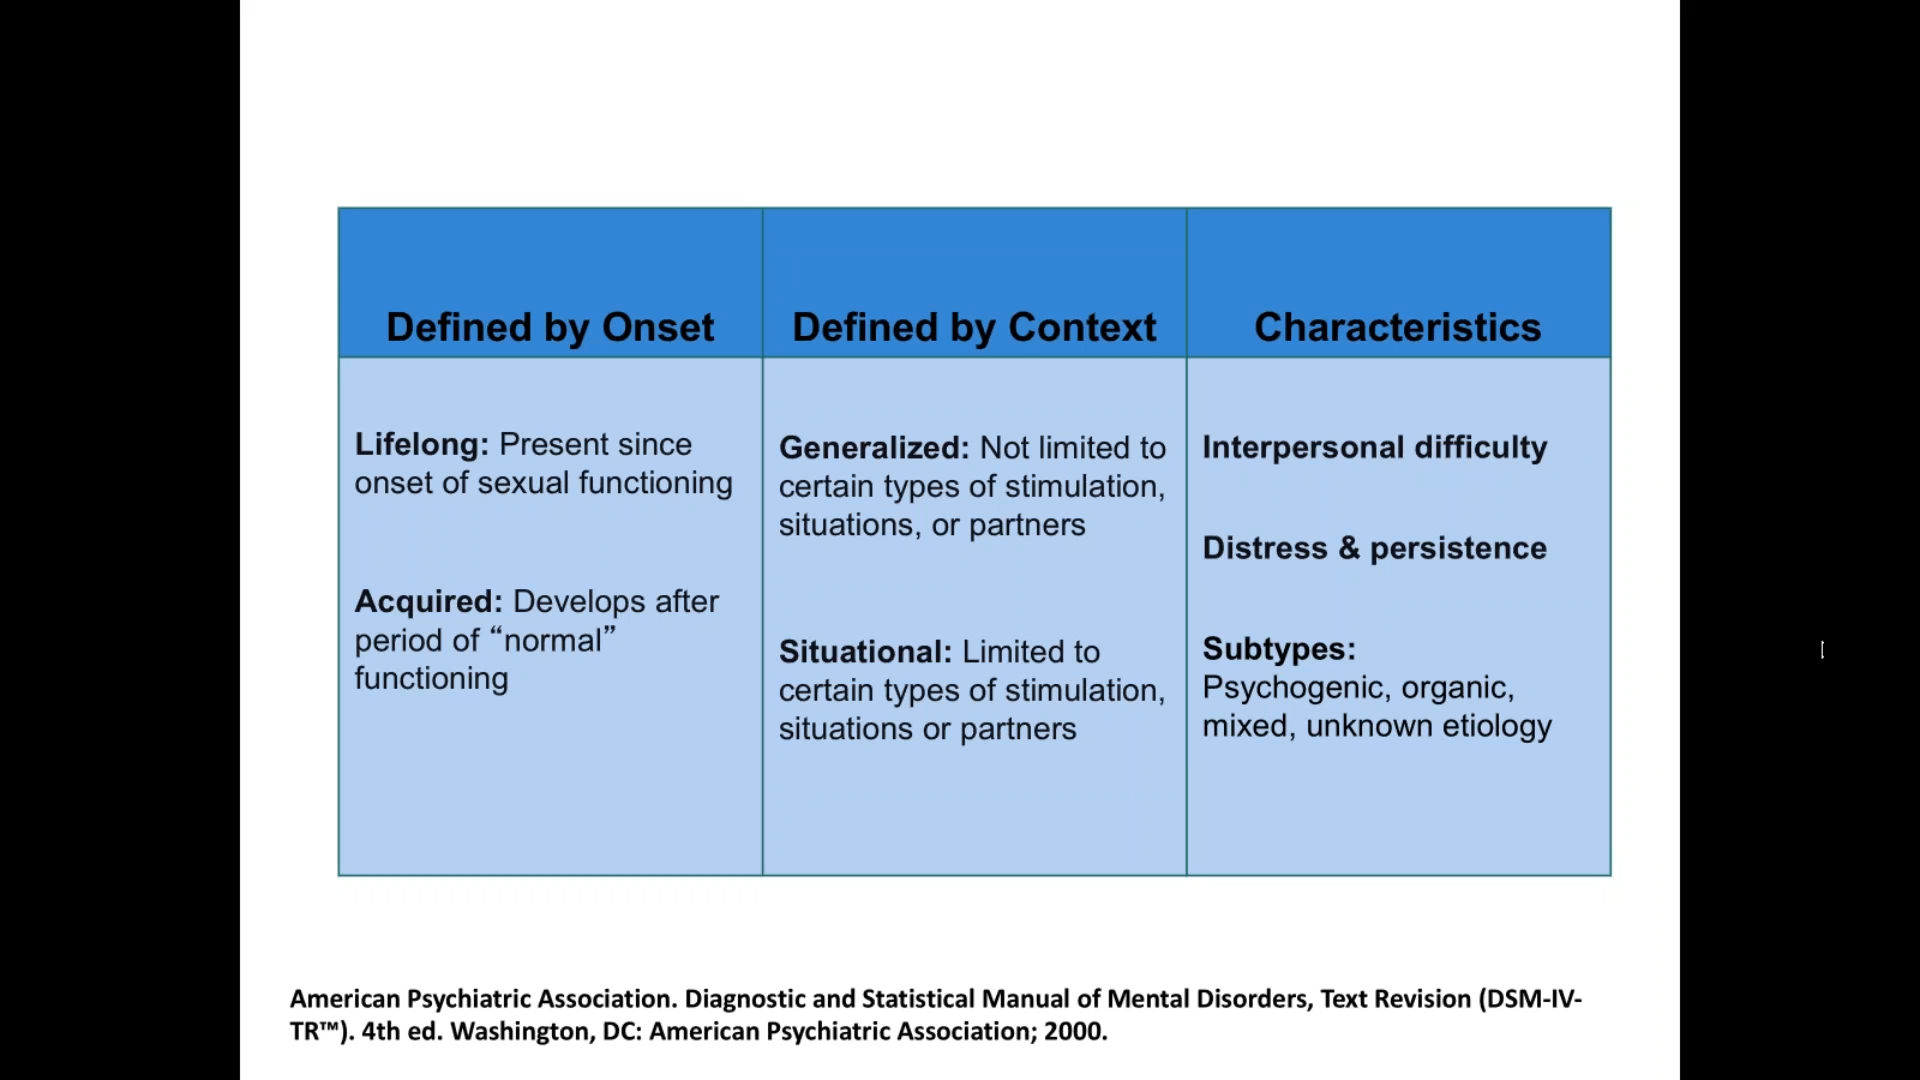 Defined by Onset
Defined by Context
Characteristics
Lifelong: Present since
onset of sexual functioning
Acquired: Develops after
period of “normal”
functioning
Generalized: Not limited to
certain types of stimulation,
situations, or partners
Situational: Limited to
certain types of stimulation,
situations or partners
Interpersonal difficulty
Distress & persistence
Subtypes:
Psychogenic, organic,
mixed, unknown etiology
American Psychiatric Association. Diagnostic and Statistical Manual of Mental Disorders, Text Revision (DSM-IV-
TR™). 4th ed. Washington, DC: American Psychiatric Association; 2000.